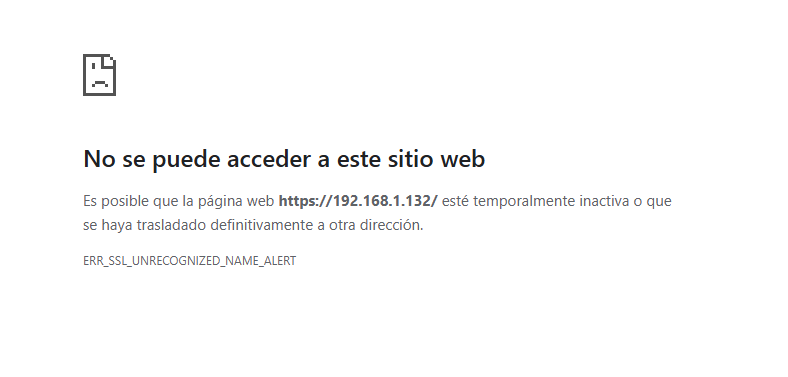 No se puede acceder a este sitio web
Es posible que la página web https://192.168.1.132/ esté temporalmente inactiva o que
se haya trasladado definitivamente a otra dirección.
ERR_SSL_UNRECOGNIZED_NAME_ALERT